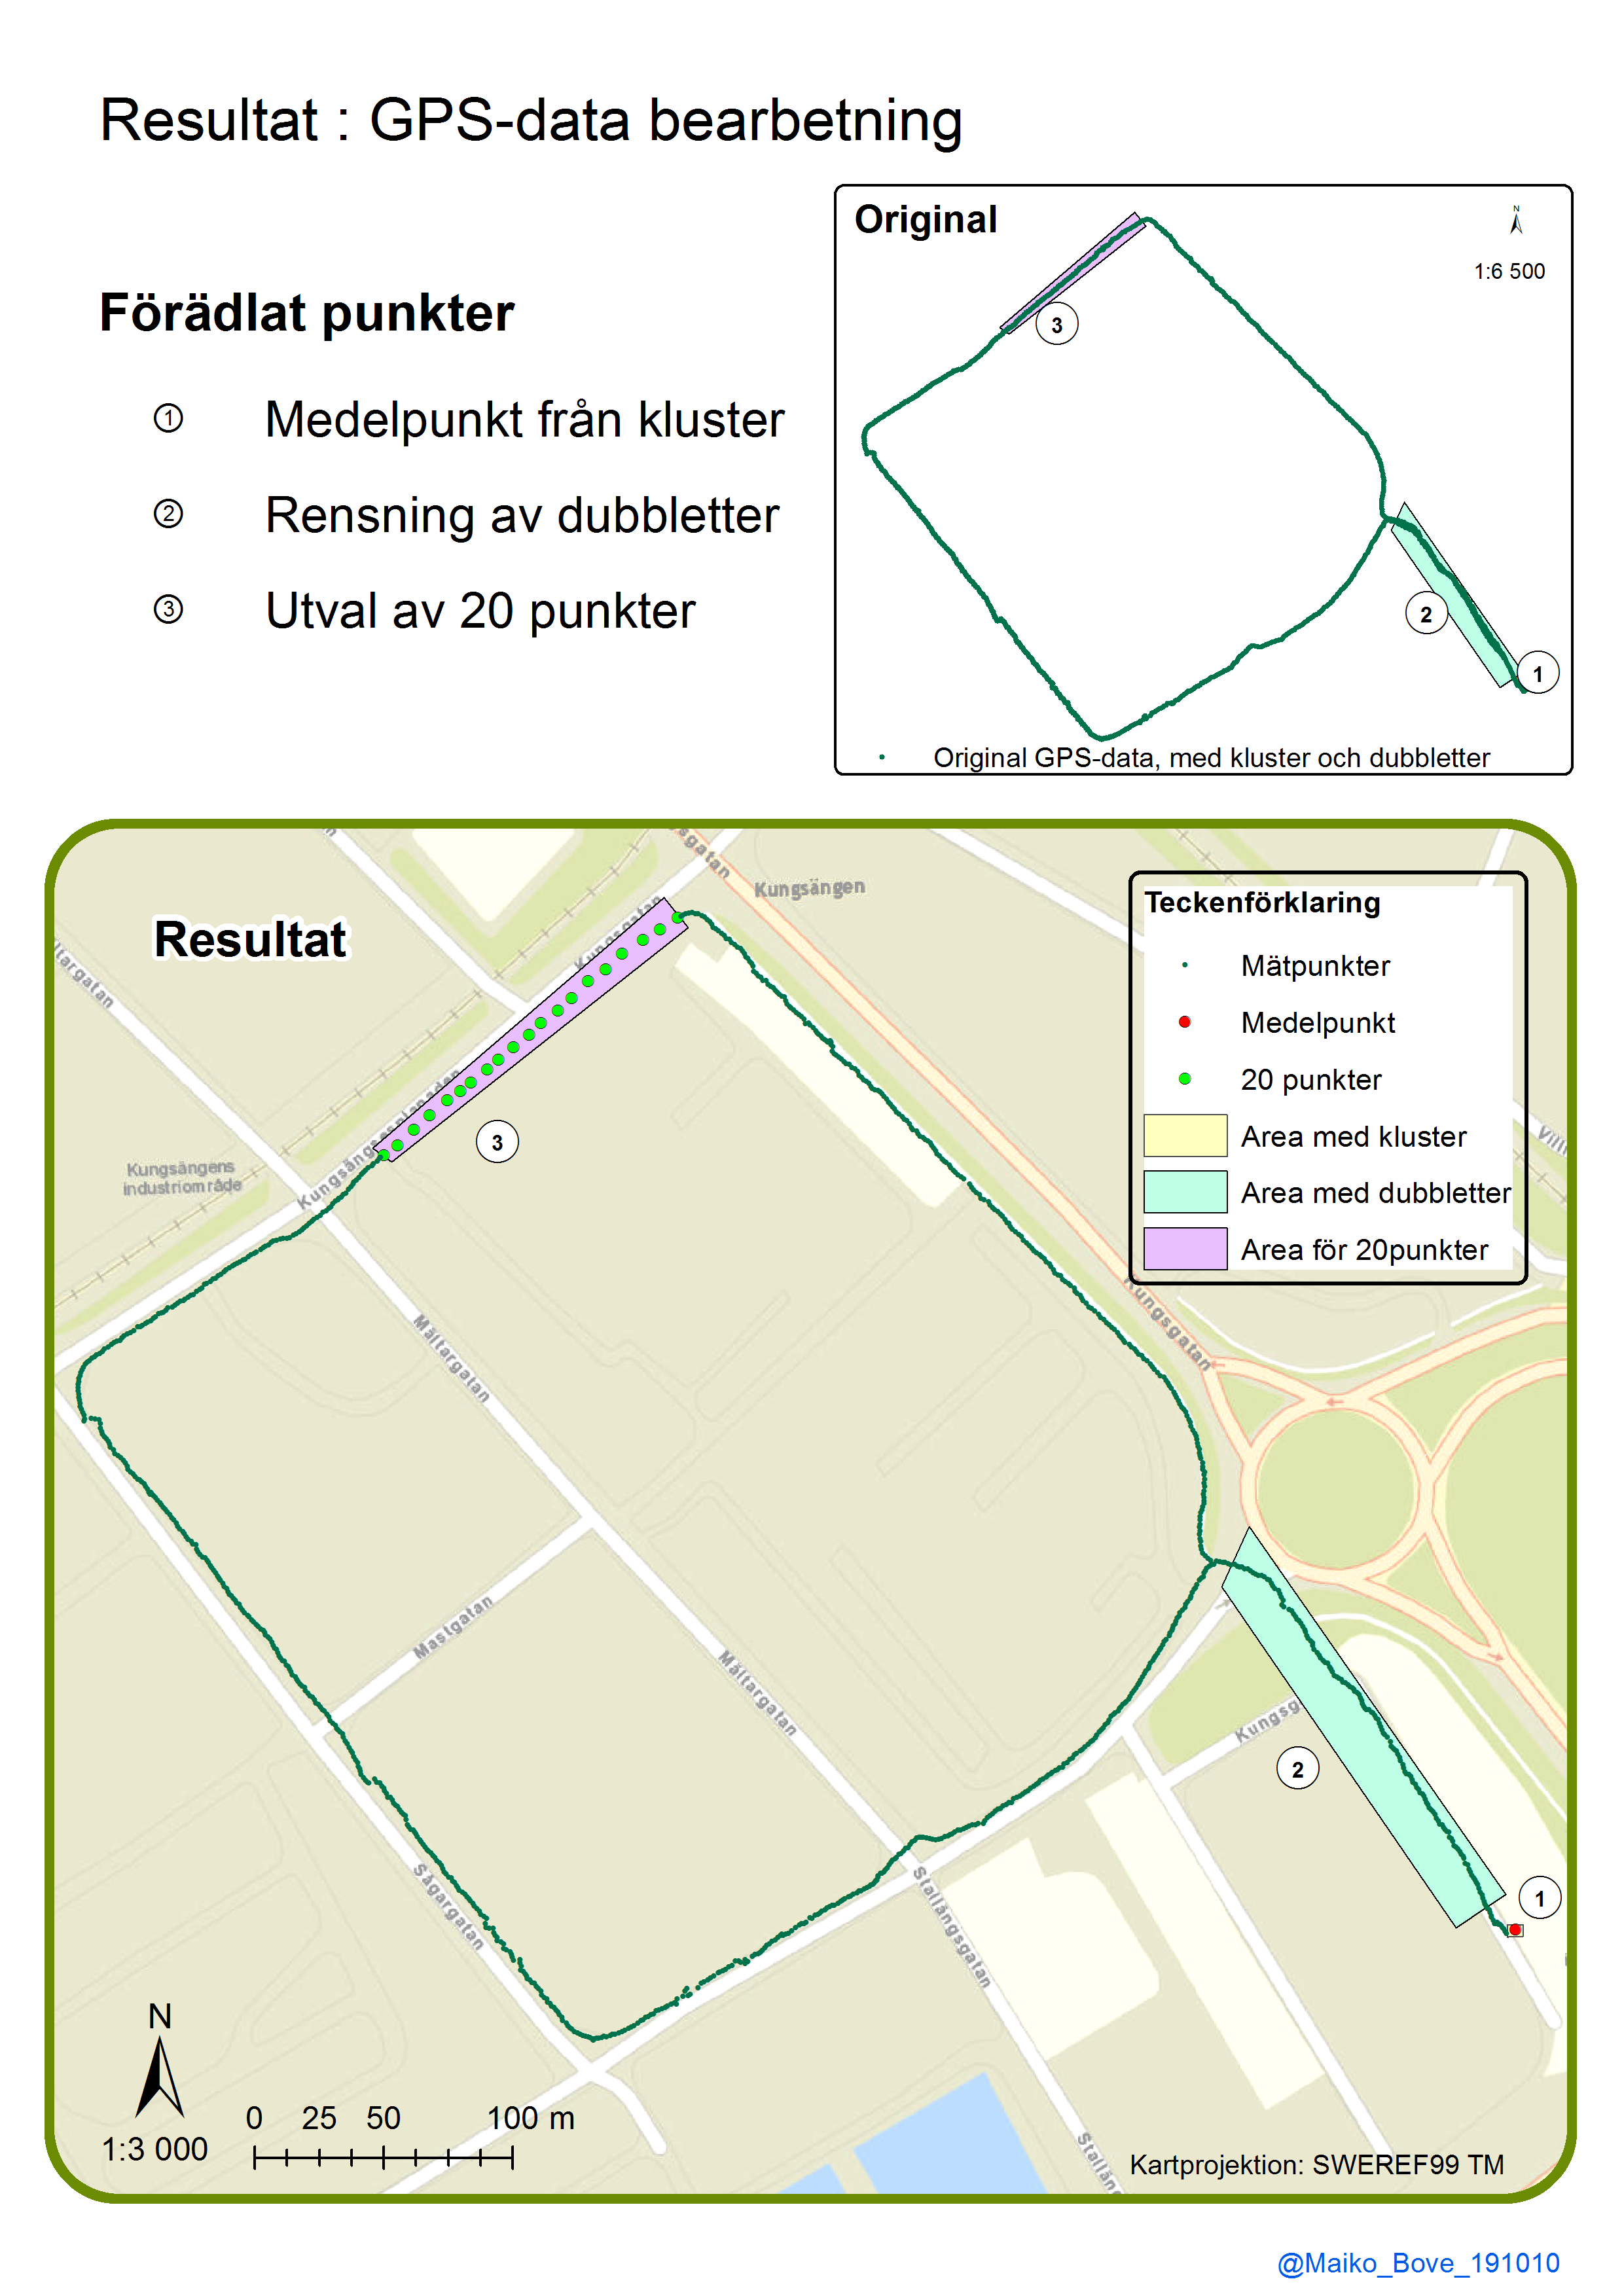 Resultat : GPS-data bearbetning
Förädlat punkter
1 Medelpunkt från kluster
2 Rensning av dubbletter
3 Utval av 20 punkter
Original
N
1:6 500
3
2
1
Original GPS-data, med kluster och dubbletter
Resultat
Kungsängen
Kungsgatan
Teckenförklaring
Mätpunkter
Medelpunkt
20 punkter
Area med kluster
Area med dubbletter
Area för 20punkter
3
Kungsängens
industriområde
Kungsängsesplanaden
Kungsgatan
Mältargatan
Mastgatan
Mältargatan
Kungsg
2
Sågargatan
Stallängsgatan
1
N
1:3 000
0 25 50 100 m
Stallän
Kartprojektion: SWEREF99 TM
@Maiko_Bove_191010